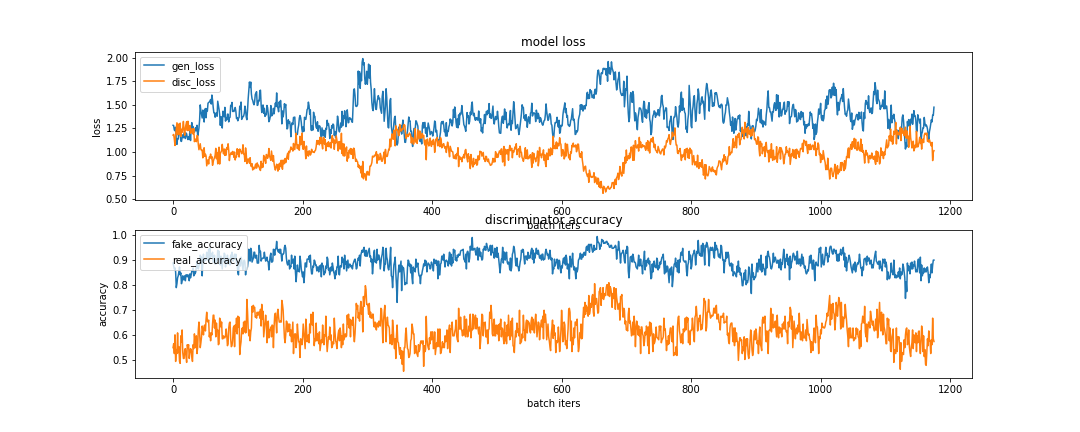 model loss
gen_loss
disc_loss
2.00
1.75
1.50
1.25
1.00
0.75
0.50
loss
0 200 400 600 800 1000 1200
batch iters
discriminator accuracy
fake_accuracy
real_accuracy
1.0
0.9
0.8
0.7
0.6
0.5
accuracy
0 200 400 600 800 1000 1200
batch iters